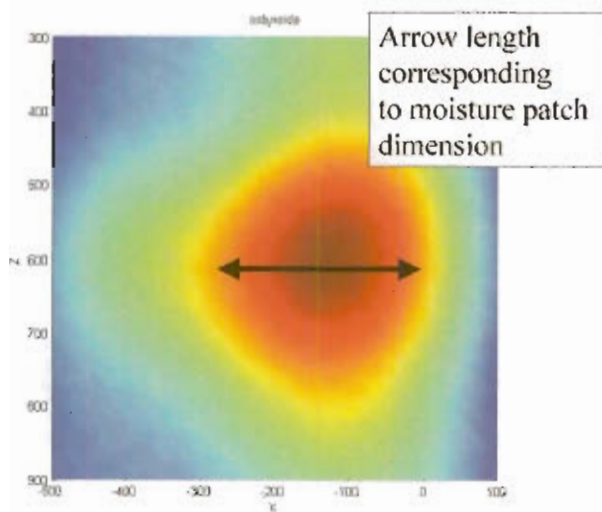 Arrow length
corresponding
to moisture patch
dimension
300
400
500
600
700
800
900
Z
-500 -400 -300 -200 -100 0 100
x